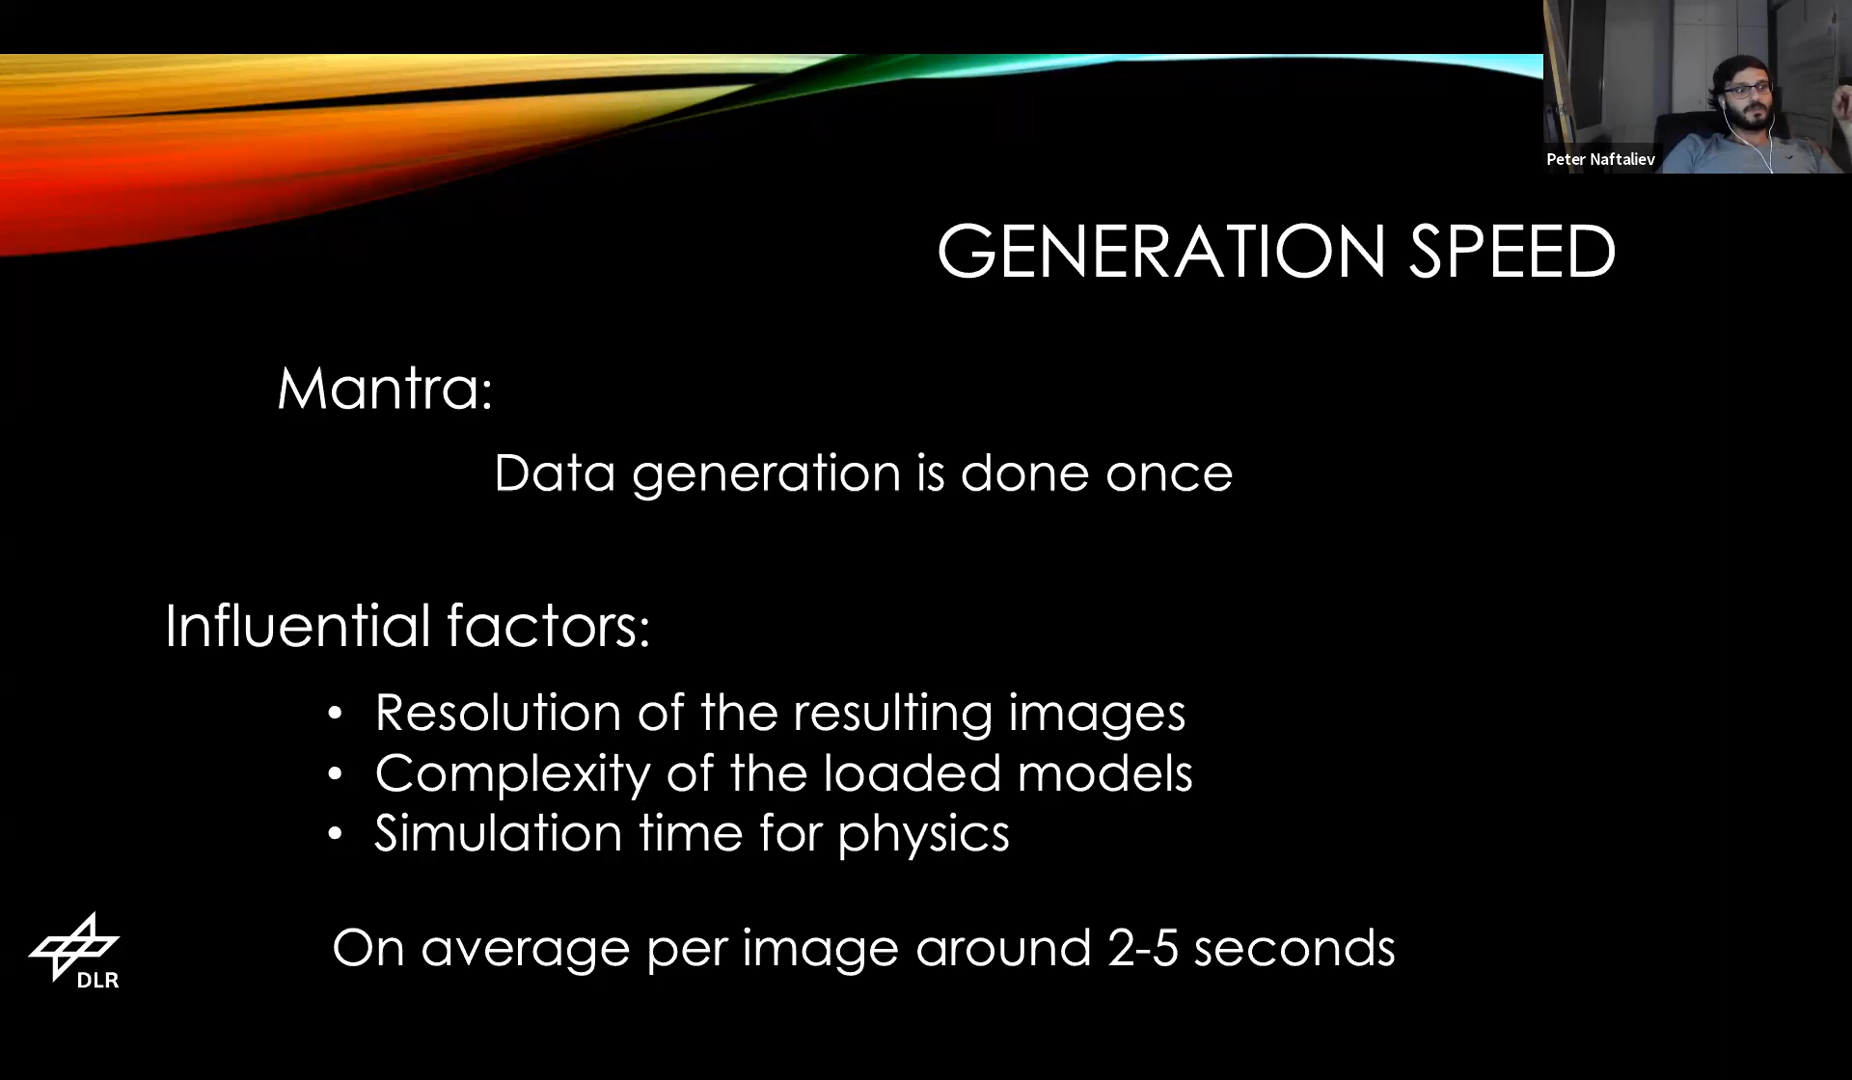 Peter Naftaliev
GENERATION SPEED
Mantra:
Data generation is done once
Influential factors:
• Resolution of the resulting images
• Complexity of the loaded models
• Simulation time for physics
On average per image around 2-5 seconds
DLR